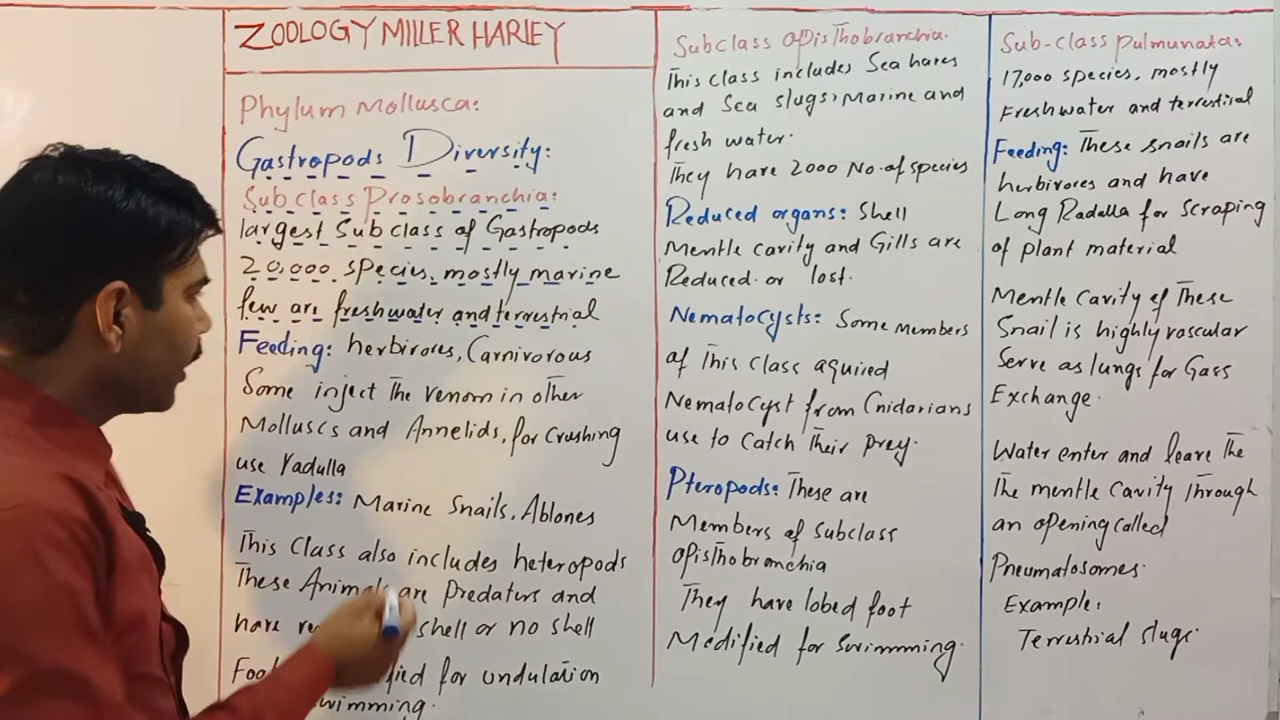 ZOOLOGY MILLER HARLEY
Phylum Mollusca:
Gastropods Diversity:
Subclass Prosobranchia:
largest Subclass of Gastropods
20,000 species, mostly marine
few are freshwater and terrestrial
Feeding: herbivores, Carnivorous
Some inject The venom in other
Molluscs and Annelids, for Crushing
use radulla
Examples: Marine Snails, Ablones
This Class also includes heteropods
These Animals are Predators and
have shell or no shell
for undulation
Subclass Opisthobranchia.
This class includes Sea hares
and Sea slugs, Marine and
fresh water.
They have 2000 No. of species
Reduced organs: Shell
Mentle cavity and Gills are
Reduced or lost.
Nematocysts: Some members
of This class aquired
Nematocyst from Cnidarians
use to Catch Their prey.
Pteropods: These are
Members of subclass
Opisthobronchia
They have lobed foot
Modified for Swimming.
Sub-class Pulmunata:
17,000 species, mostly
Freshwater and terrestiral
Feeding: These snails are
herbivores and have
Long Radalla for Scraping
of plant material
Mentle Cavity of These
Snail is highly vascular
Serve as lungs for Gass
Exchange.
Water enter and leave The
The mentle Cavity Through
an opening called
Pneumatosomes.
Example:
Terrestrial slugs.